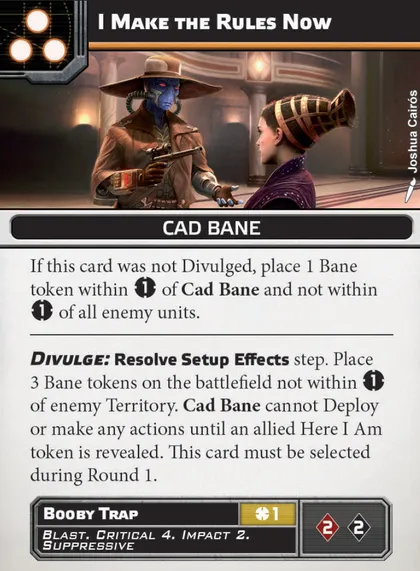 I Make the Rules Now
Joshua Cairós
CAD BANE
If this card was not Divulged, place 1 Bane
token within 1 of Cad Bane and not within
1 of all enemy units.
Divulge: Resolve Setup Effects step. Place
3 Bane tokens on the battlefield not within 1
of enemy Territory. Cad Bane cannot Deploy
or make any actions until an allied Here I Am
token is revealed. This card must be selected
during Round 1.
Booby Trap 1
Blast. Critical 4. Impact 2.
Suppressive
2 2